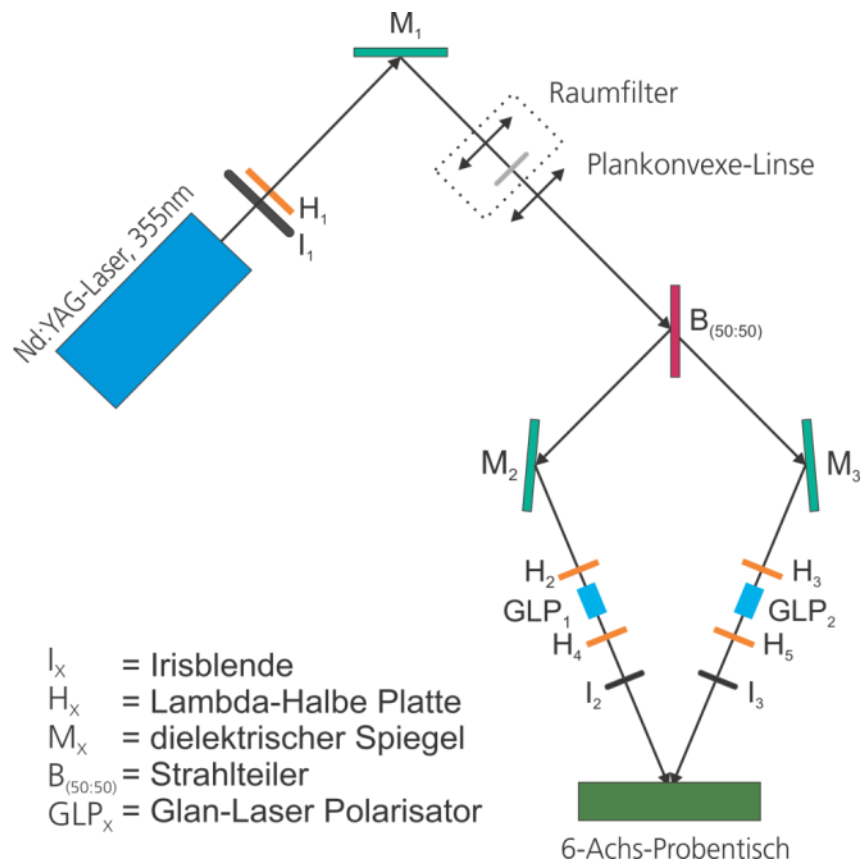 M₁
Raumfilter
Plankonvexe-Linse
H₁
I₁
Nd:YAG-Laser, 355nm
B₍₅₀:₅₀₎
M₂
M₃
H₂
H₃
GLP₁
GLP₂
H₄
H₅
I₂
I₃
Iₓ = Irisblende
Hₓ = Lambda-Halbe Platte
Mₓ = dielektrischer Spiegel
B₍₅₀:₅₀₎ = Strahlteiler
GLPₓ = Glan-Laser Polarisator
6-Achs-Probentisch